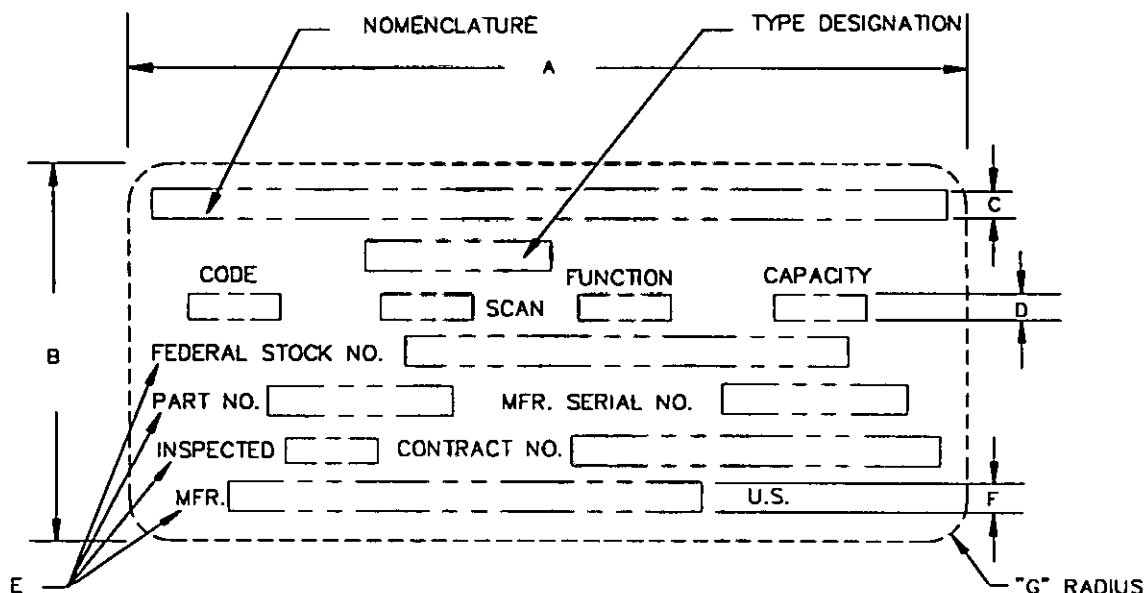 NOMENCLATURE TYPE DESIGNATION
A
C
CODE FUNCTION CAPACITY
SCAN D
B
FEDERAL STOCK NO.
PART NO. MFR. SERIAL NO.
INSPECTED CONTRACT NO.
MFR. U.S. F
E "G" RADIUS